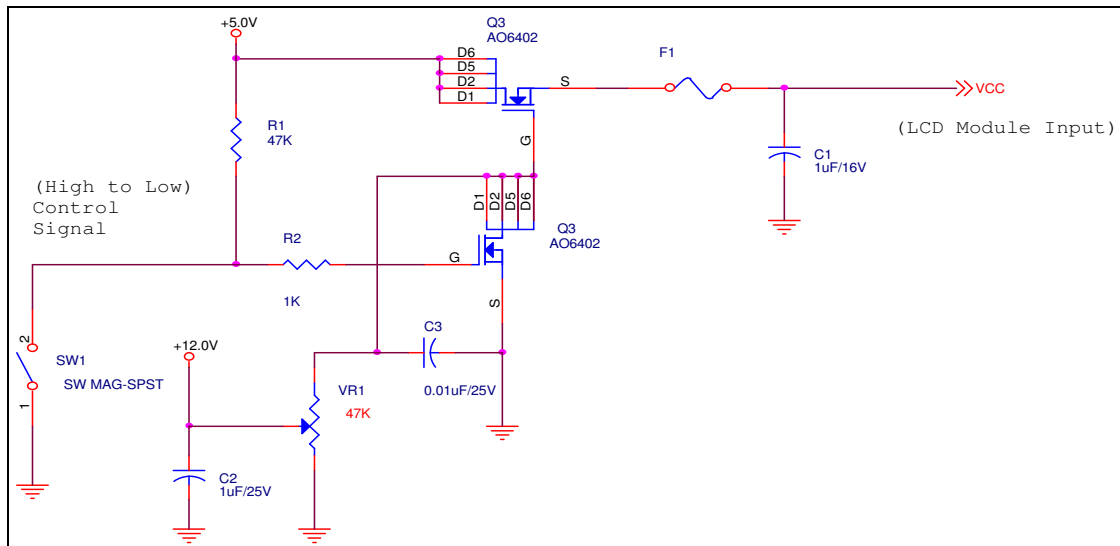 Q3
AO6402
+5.0V
D6
D5
D2
D1
S
F1
VCC
(LCD Module Input)
R1
47K
G
C1
1uF/16V
(High to Low)
Control
Signal
D1
D2
D5
D6
Q3
AO6402
R2
G
1K
S
C3
+12.0V
2
SW1
SW MAG-SPST
1
VR1
47K
0.01uF/25V
C2
1uF/25V